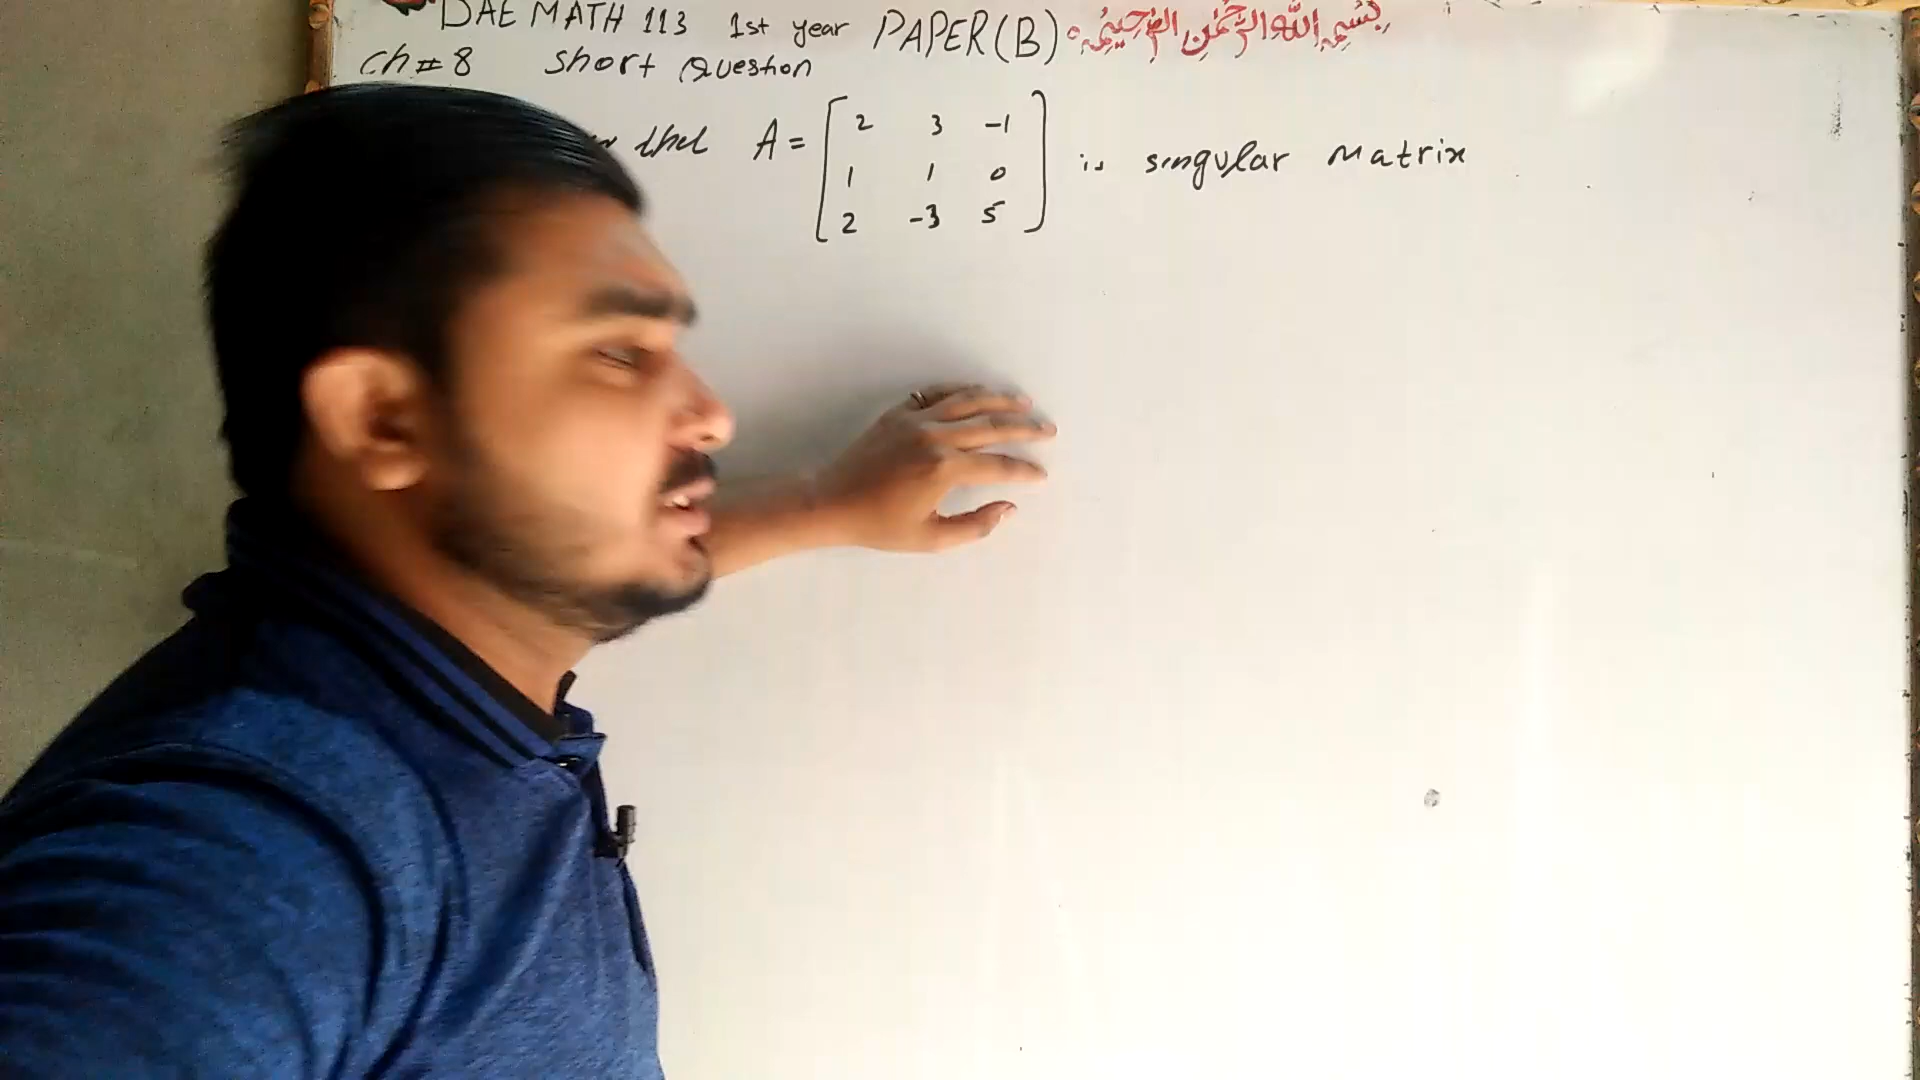 DAE MATH 113 1st year PAPER (B) بسم الله الرحمن الرحيم
Ch # 8 Short Question
that A = [ 2 3 -1 ] is singular Matrix
[ 1 1 0 ]
[ 2 -3 5 ]